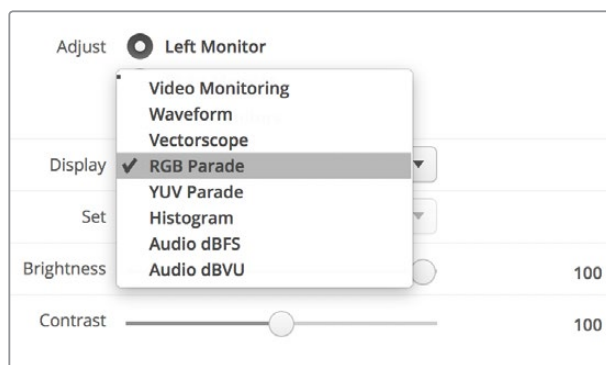 Adjust Left Monitor
Video Monitoring
Waveform
Vectorscope
Display ✓ RGB Parade
YUV Parade
Set Histogram
Audio dBFS
Brightness Audio dBVU 100
Contrast 100